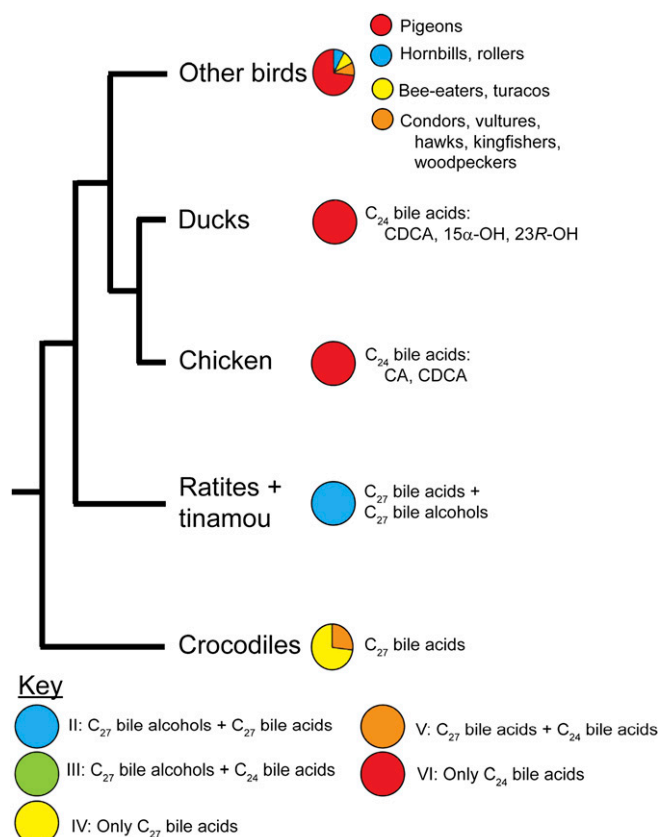 Other birds
Pigeons
Hornbills, rollers
Bee-eaters, turacos
Condors, vultures,
hawks, kingfishers,
woodpeckers
Ducks
C24 bile acids:
CDCA, 15α-OH, 23R-OH
Chicken
C24 bile acids:
CA, CDCA
Ratites +
tinamou
C27 bile acids +
C27 bile alcohols
Crocodiles
C27 bile acids
Key
II: C27 bile alcohols + C27 bile acids
III: C27 bile alcohols + C24 bile acids
IV: Only C27 bile acids
V: C27 bile acids + C24 bile acids
VI: Only C24 bile acids